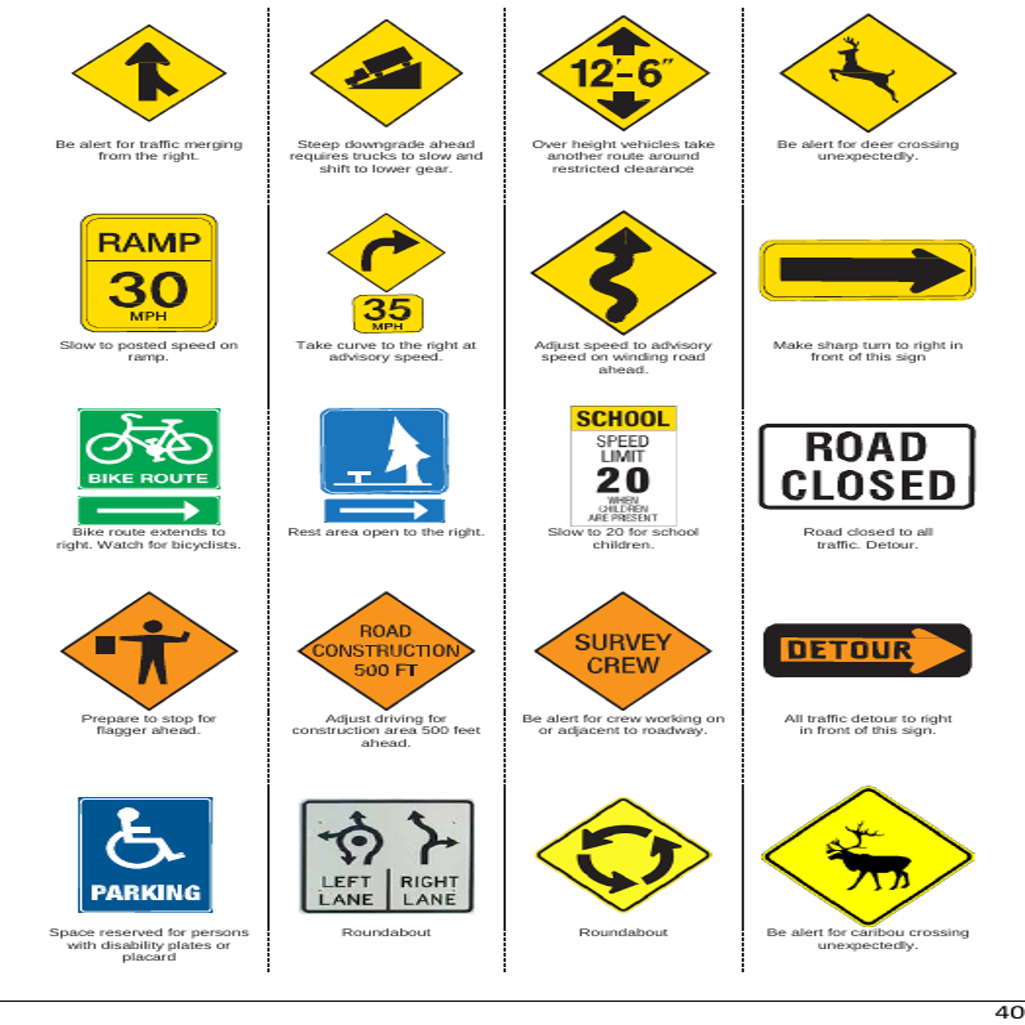 12'-6"
Be alert for traffic merging
from the right.
Steep downgrade ahead
requires trucks to slow and
shift to lower gear.
Over height vehicles take
another route around
restricted clearance
Be alert for deer crossing
unexpectedly.
RAMP
30
MPH
35
MPH
Slow to posted speed on
ramp.
Take curve to the right at
advisory speed.
Adjust speed to advisory
speed on winding road
ahead.
Make sharp turn to right in
front of this sign
BIKE ROUTE
SCHOOL
SPEED
LIMIT
20
WHEN
CHILDREN
ARE PRESENT
ROAD
CLOSED
Bike route extends to
right. Watch for bicyclists.
Rest area open to the right.
Slow to 20 for school
children.
Road closed to all
traffic. Detour.
ROAD
CONSTRUCTION
500 FT
SURVEY
CREW
DETOUR
Prepare to stop for
flagger ahead.
Adjust driving for
construction area 500 feet
ahead.
Be alert for crew working on
or adjacent to roadway.
All traffic detour to right
in front of this sign.
PARKING
LEFT
LANE
RIGHT
LANE
Space reserved for persons
with disability plates or
placard
Roundabout
Roundabout
Be alert for caribou crossing
unexpectedly.
40